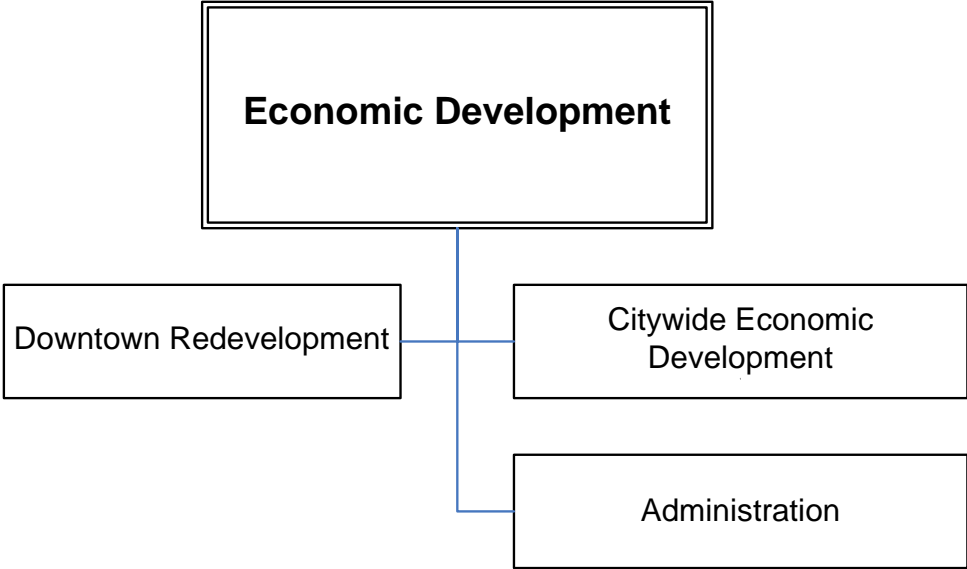 Economic Development
Downtown Redevelopment
Citywide Economic
Development
Administration